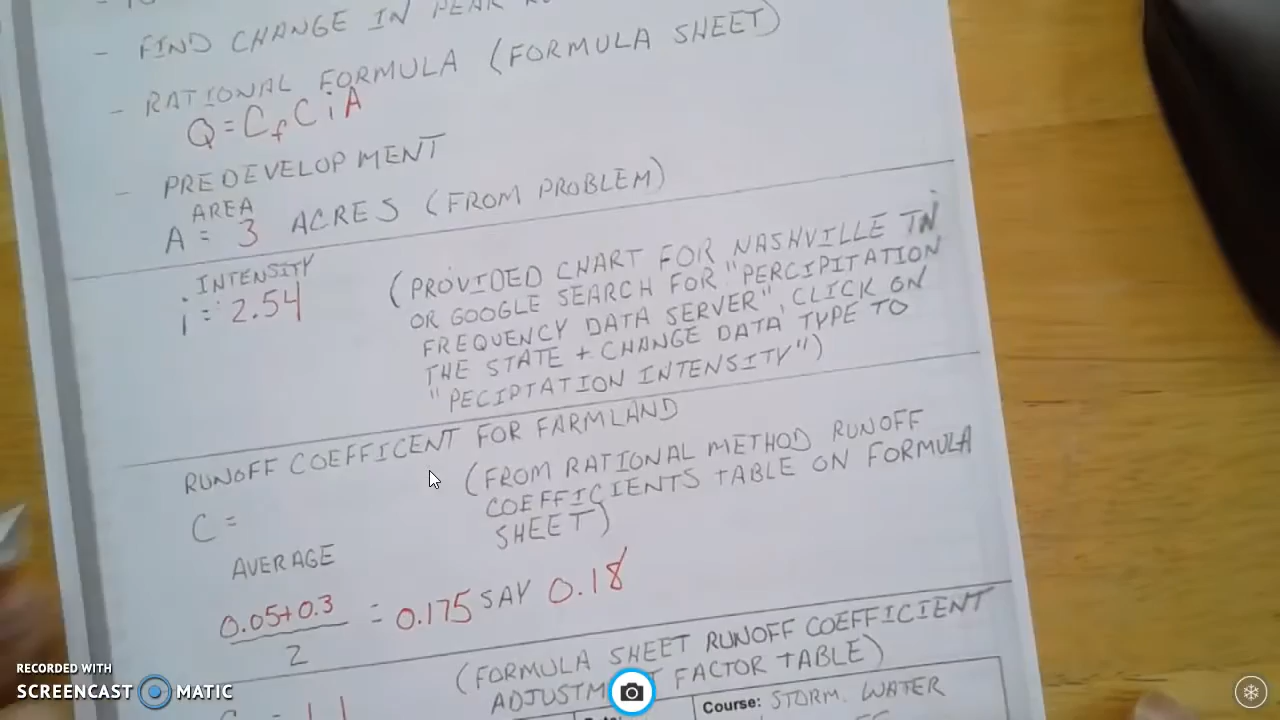 - FIND CHANGE IN PEAK
- RATIONAL FORMULA (FORMULA SHEET)
Q = CfCiA
- PREDEVELOPMENT
AREA
A = 3 ACRES (FROM PROBLEM)
INTENSITY
i = 2.54
(PROVIDED CHART FOR NASHVILLE TN
OR GOOGLE SEARCH FOR "PERCIPITATION
FREQUENCY DATA SERVER", CLICK ON
THE STATE + CHANGE DATA TYPE TO
"PECIPTATION INTENSITY")
RUNOFF COEFFICENT FOR FARMLAND
C =
(FROM RATIONAL METHOD RUNOFF
COEFFICIENTS TABLE ON FORMULA
SHEET)
AVERAGE
0.05+0.3
2
= 0.175 SAY 0.18
(FORMULA SHEET RUNOFF COEFFICIENT
ADJUSTM FACTOR TABLE)
Course: STORM. WATER
RECORDED WITH
SCREENCAST MATIC